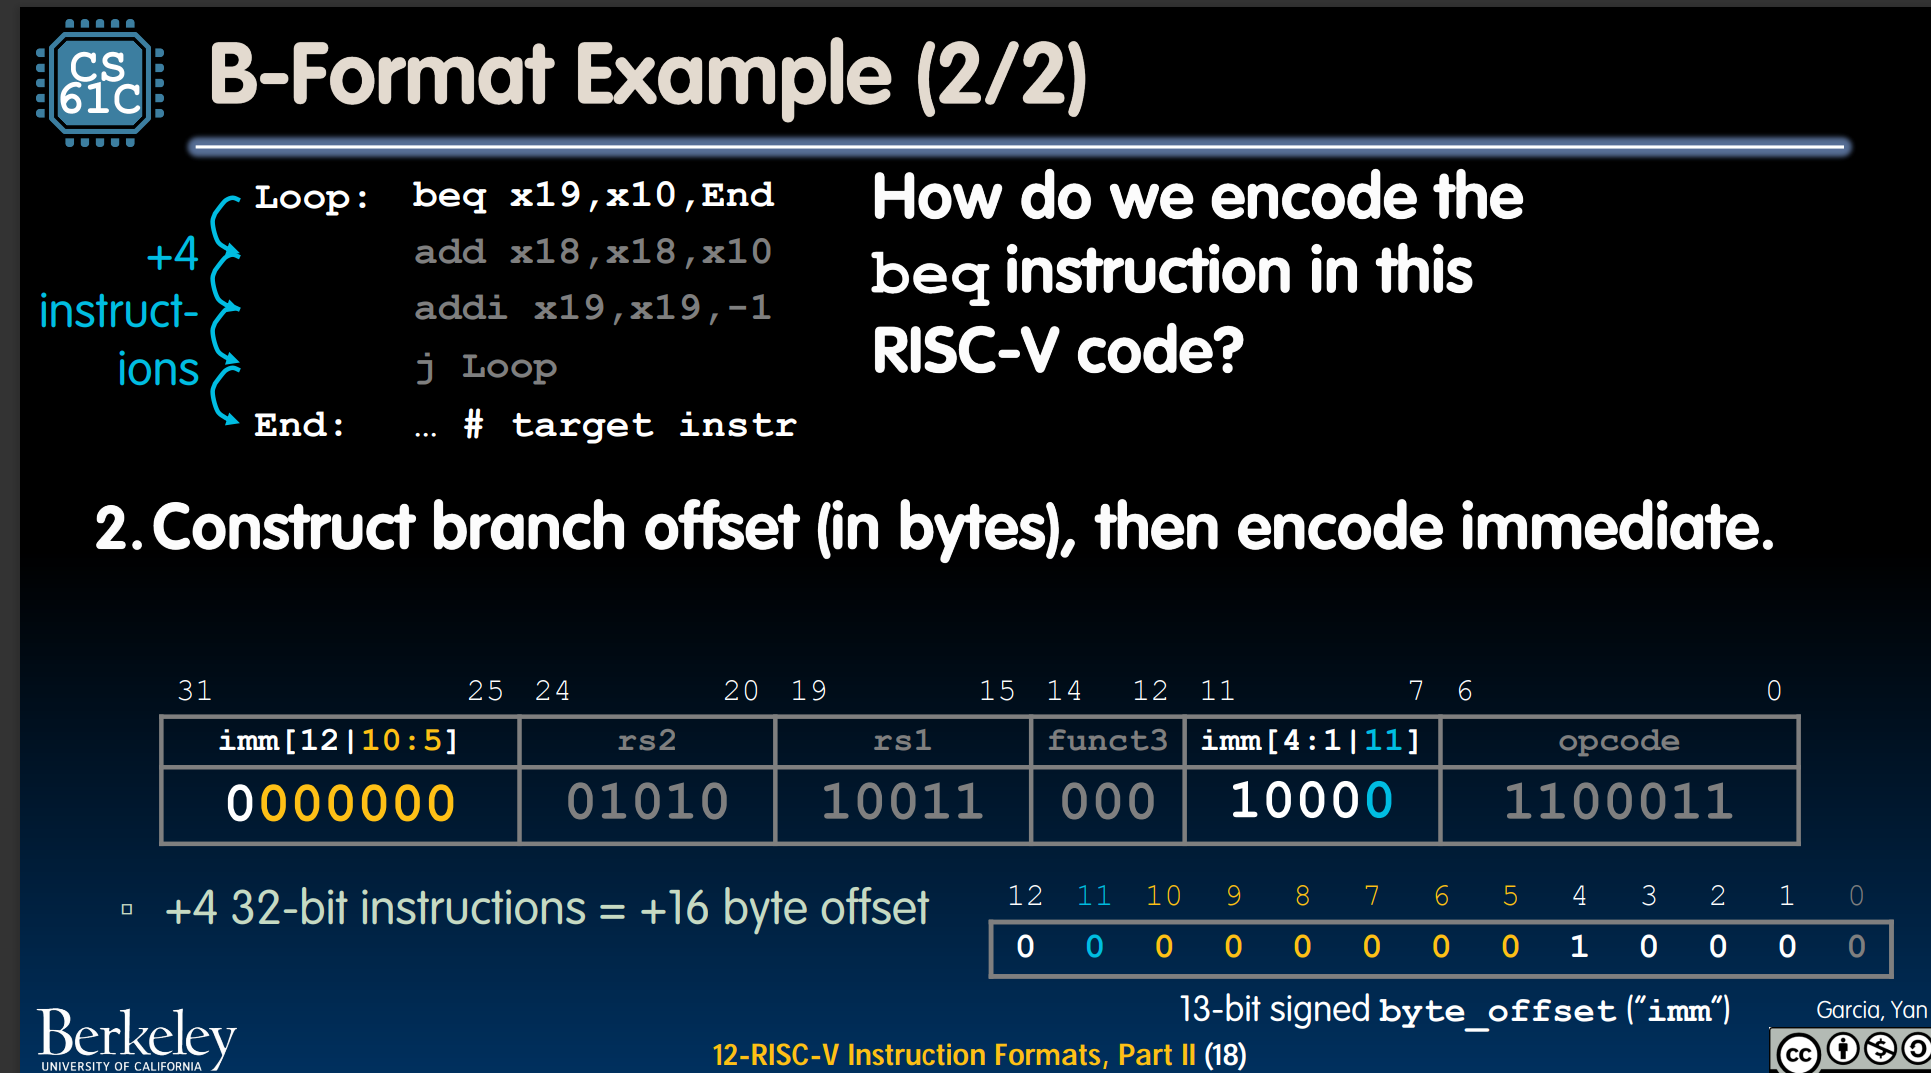 CS
61C
B-Format Example (2/2)
Loop: beq x19,x10,End
add x18,x18,x10
addi x19,x19,-1
j Loop
End: … # target instr
+4
instruct-
ions
How do we encode the
beq instruction in this
RISC-V code?
2. Construct branch offset (in bytes), then encode immediate.
31 25 24 20 19 15 14 12 11 7 6 0
imm[12|10:5] rs2 rs1 funct3 imm[4:1|11] opcode
0000000 01010 10011 000 10000 1100011
▫ +4 32-bit instructions = +16 byte offset
12 11 10 9 8 7 6 5 4 3 2 1 0
0 0 0 0 0 0 0 0 1 0 0 0 0
13-bit signed byte_offset ("imm")
Berkeley
UNIVERSITY OF CALIFORNIA
12-RISC-V Instruction Formats, Part II (18)
Garcia, Yan
cc